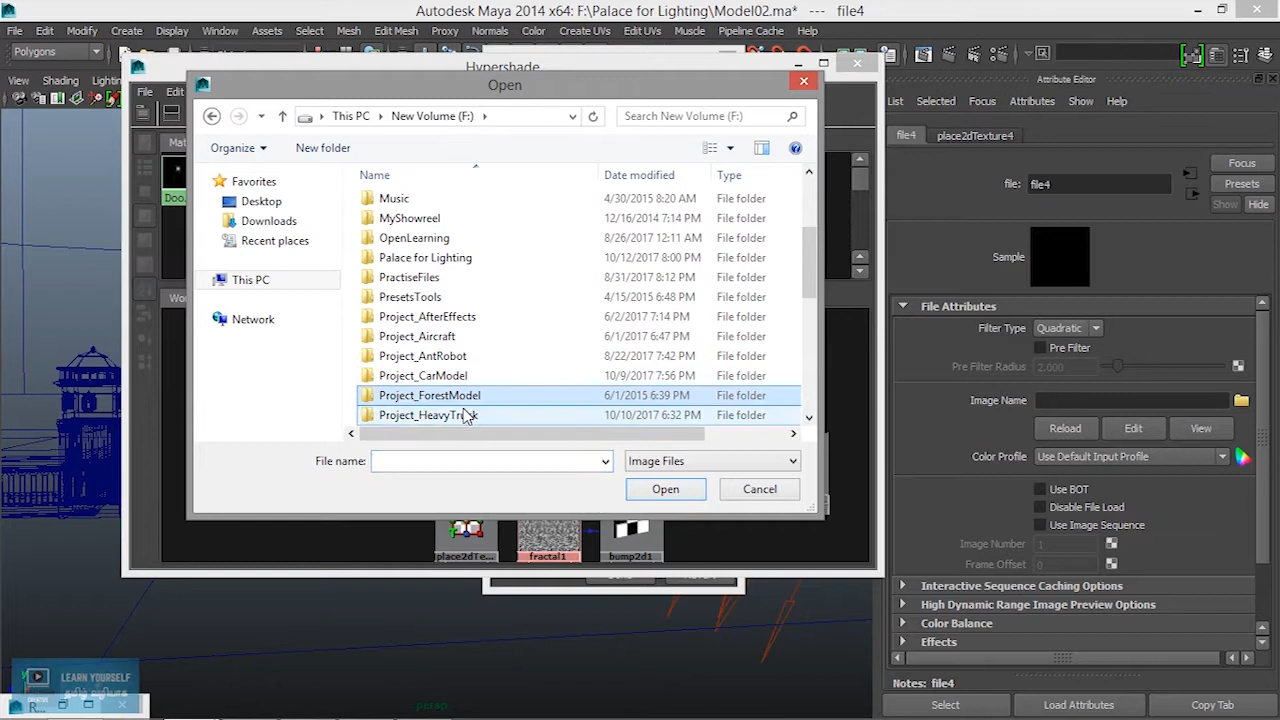 Autodesk Maya 2014 x64: F:\Palace for Lighting\Model02.ma* --- file4
File Edit Modify Create Display Window Assets Select Mesh Edit Mesh Proxy Normals Color Create UVs Edit UVs Muscle Pipeline Cache Help
Polygons
View Shading Lightin
Hypershade
File Ed
Mat
Doo.
Wo
Open
This PC New Volume (F:)
Search New Volume (F:)
Organize New folder
Name Date modified Type
Favorites
Desktop
Downloads
Recent places
This PC
Network
Music 4/30/2015 8:20 AM File folder
MyShowreel 12/16/2014 7:14 PM File folder
OpenLearning 8/26/2017 12:11 AM File folder
Palace for Lighting 10/12/2017 8:00 PM File folder
PractiseFiles 8/31/2017 8:12 PM File folder
PresetsTools 4/15/2015 6:48 PM File folder
Project_AfterEffects 6/2/2017 7:14 PM File folder
Project_Aircraft 6/1/2017 6:47 PM File folder
Project_AntRobot 8/22/2017 7:42 PM File folder
Project_CarModel 10/9/2017 7:56 PM File folder
Project_ForestModel 6/1/2015 6:39 PM File folder
Project_HeavyTruck 10/10/2017 6:32 PM File folder
File name: Image Files
Open Cancel
place2dTe... fractal1 bump2d1
persp
LEARN YOURSELF
R...
Attribute Editor
List Selected Focus Attributes Show Help
file4 place2dTexture4
Focus
file: file4 Presets
Show Hide
Sample
File Attributes
Filter Type Quadratic
Pre Filter
Pre Filter Radius 2.000
Image Name
Reload Edit View
Color Profile Use Default Input Profile
Use BOT
Disable File Load
Use Image Sequence
Image Number 1
Frame Offset 0
Interactive Sequence Caching Options
High Dynamic Range Image Preview Options
Color Balance
Effects
Notes: file4
Select Load Attributes Copy Tab